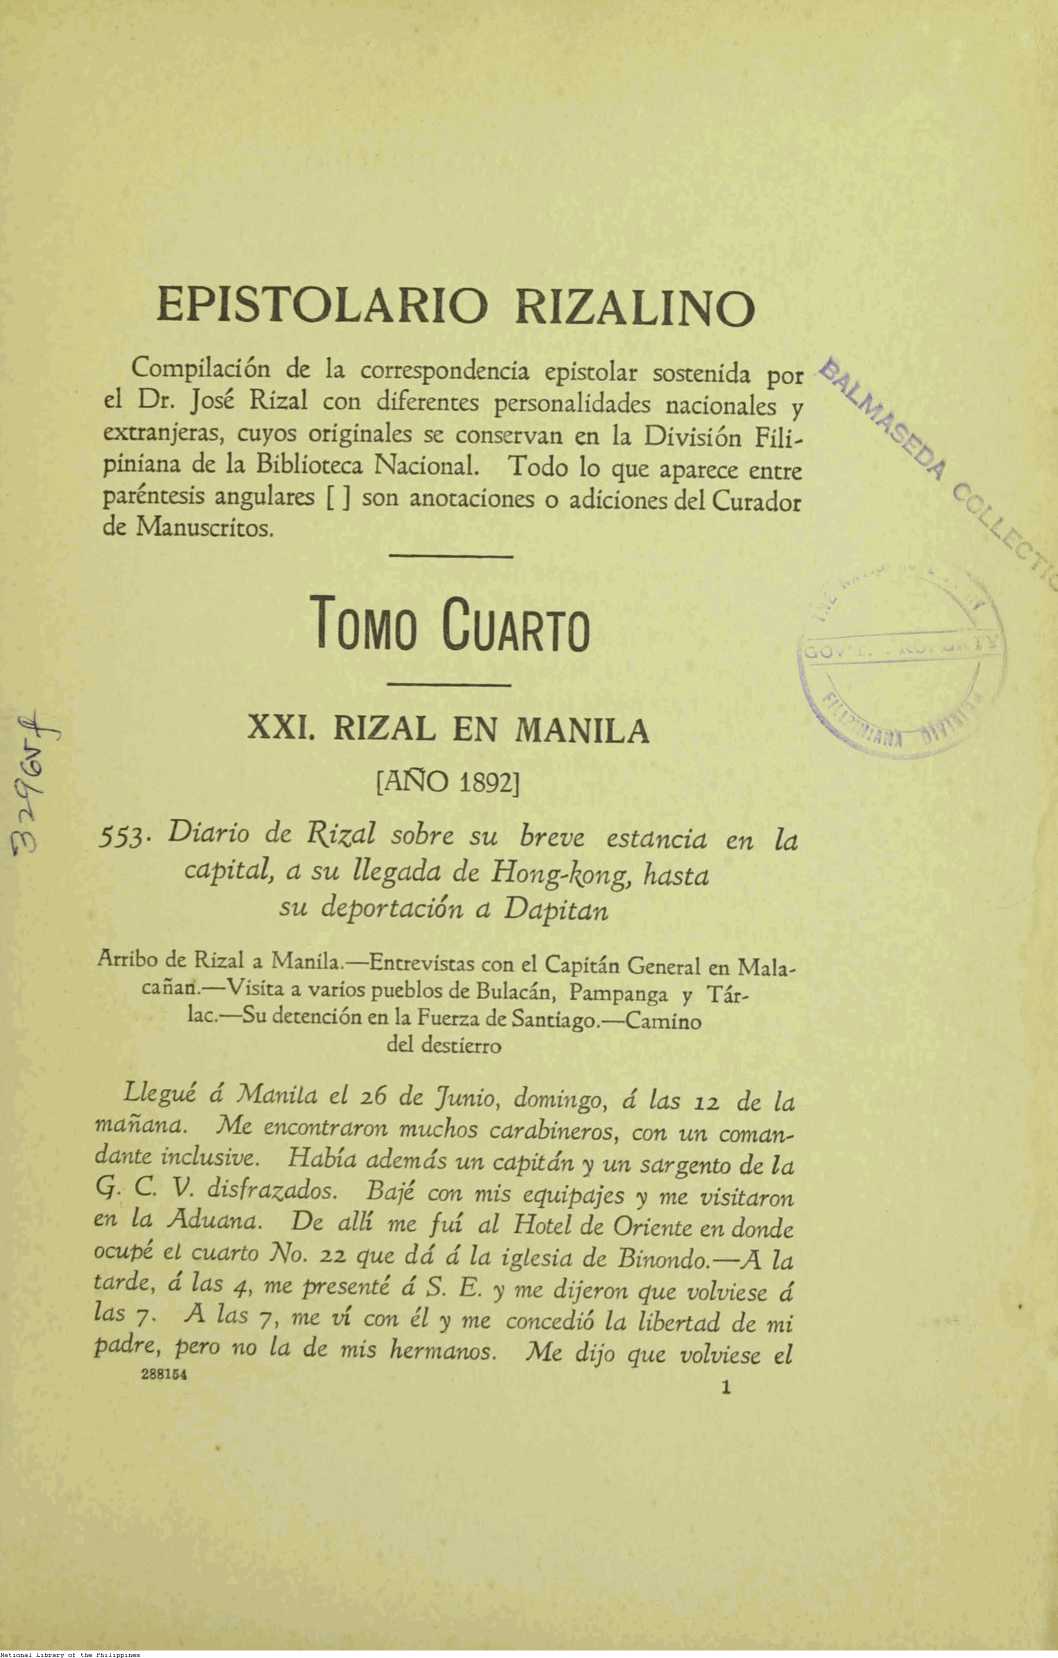 EPISTOLARIO RIZALINO
Compilación de la correspondencia epistolar sostenida por
el Dr. José Rizal con diferentes personalidades nacionales y
extranjeras, cuyos originales se conservan en la División Fili-
piniana de la Biblioteca Nacional. Todo lo que aparece entre
paréntesis angulares [ ] son anotaciones o adiciones del Curador
de Manuscritos.
BALMASEDA COLLECTIO
TOMO CUARTO
FILIPINIANA DIVISION
XXI. RIZAL EN MANILA
[AÑO 1892]
553. Diario de Rizal sobre su breve estancia en la
capital, a su llegada de Hong-kong, hasta
su deportación a Dapitan
Arribo de Rizal a Manila.—Entrevistas con el Capitán General en Mala-
cañan.—Visita a varios pueblos de Bulacán, Pampanga y Tár-
lac.—Su detención en la Fuerza de Santiago.—Camino
del destierro
Llegué á Manila el 26 de Junio, domingo, á las 12 de la
mañana. Me encontraron muchos carabineros, con un coman-
dante inclusive. Había además un capitán y un sargento de la
G. C. V. disfrazados. Bajé con mis equipajes y me visitaron
en la Aduana. De allí me fuí al Hotel de Oriente en donde
ocupé el cuarto No. 22 que dá á la iglesia de Binondo.—A la
tarde, á las 4, me presenté á S. E. y me dijeron que volviese á
las 7. A las 7, me ví con él y me concedió la libertad de mi
padre, pero no la de mis hermanos. Me dijo que volviese el
288154
1
National Library of the Philippines